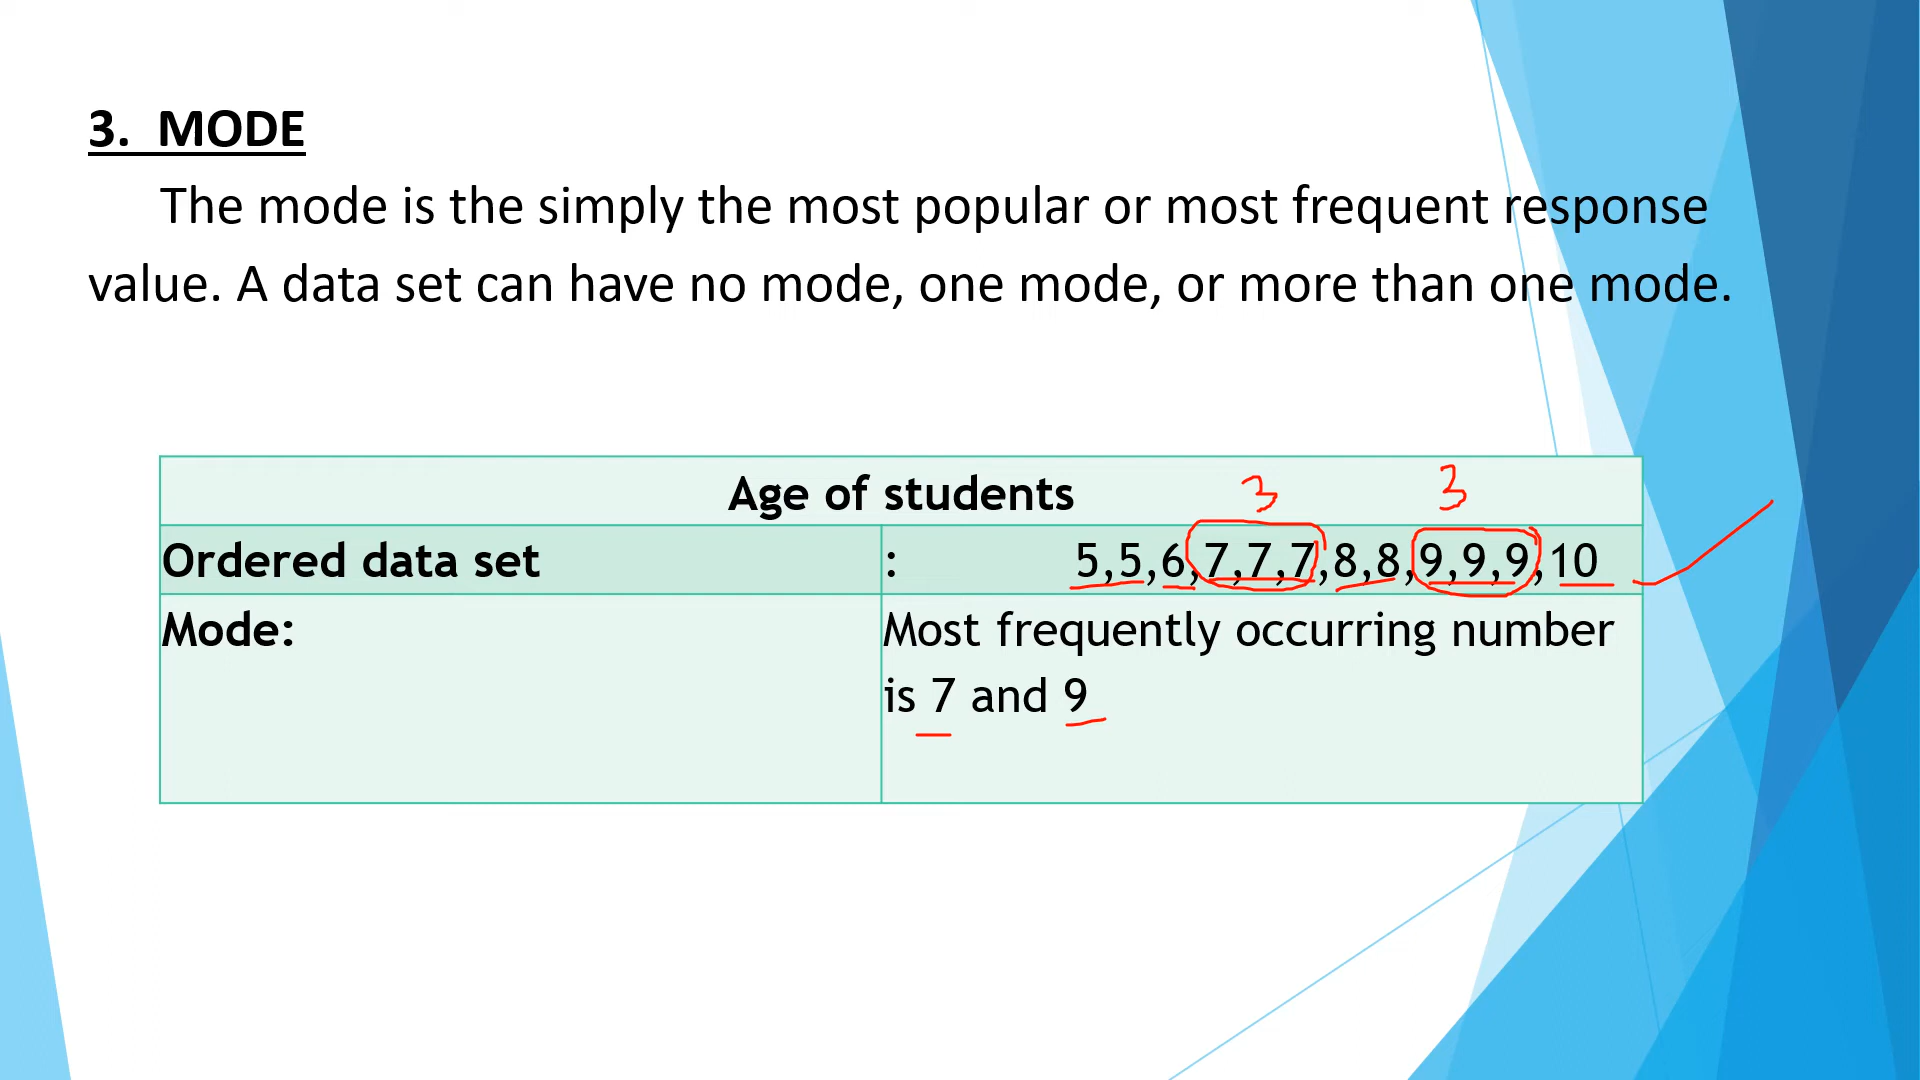 3. MODE
The mode is the simply the most popular or most frequent response
value. A data set can have no mode, one mode, or more than one mode.
Age of students
3 3
Ordered data set : 5,5,6,7,7,7,8,8,9,9,9,10
Mode: Most frequently occurring number
is 7 and 9